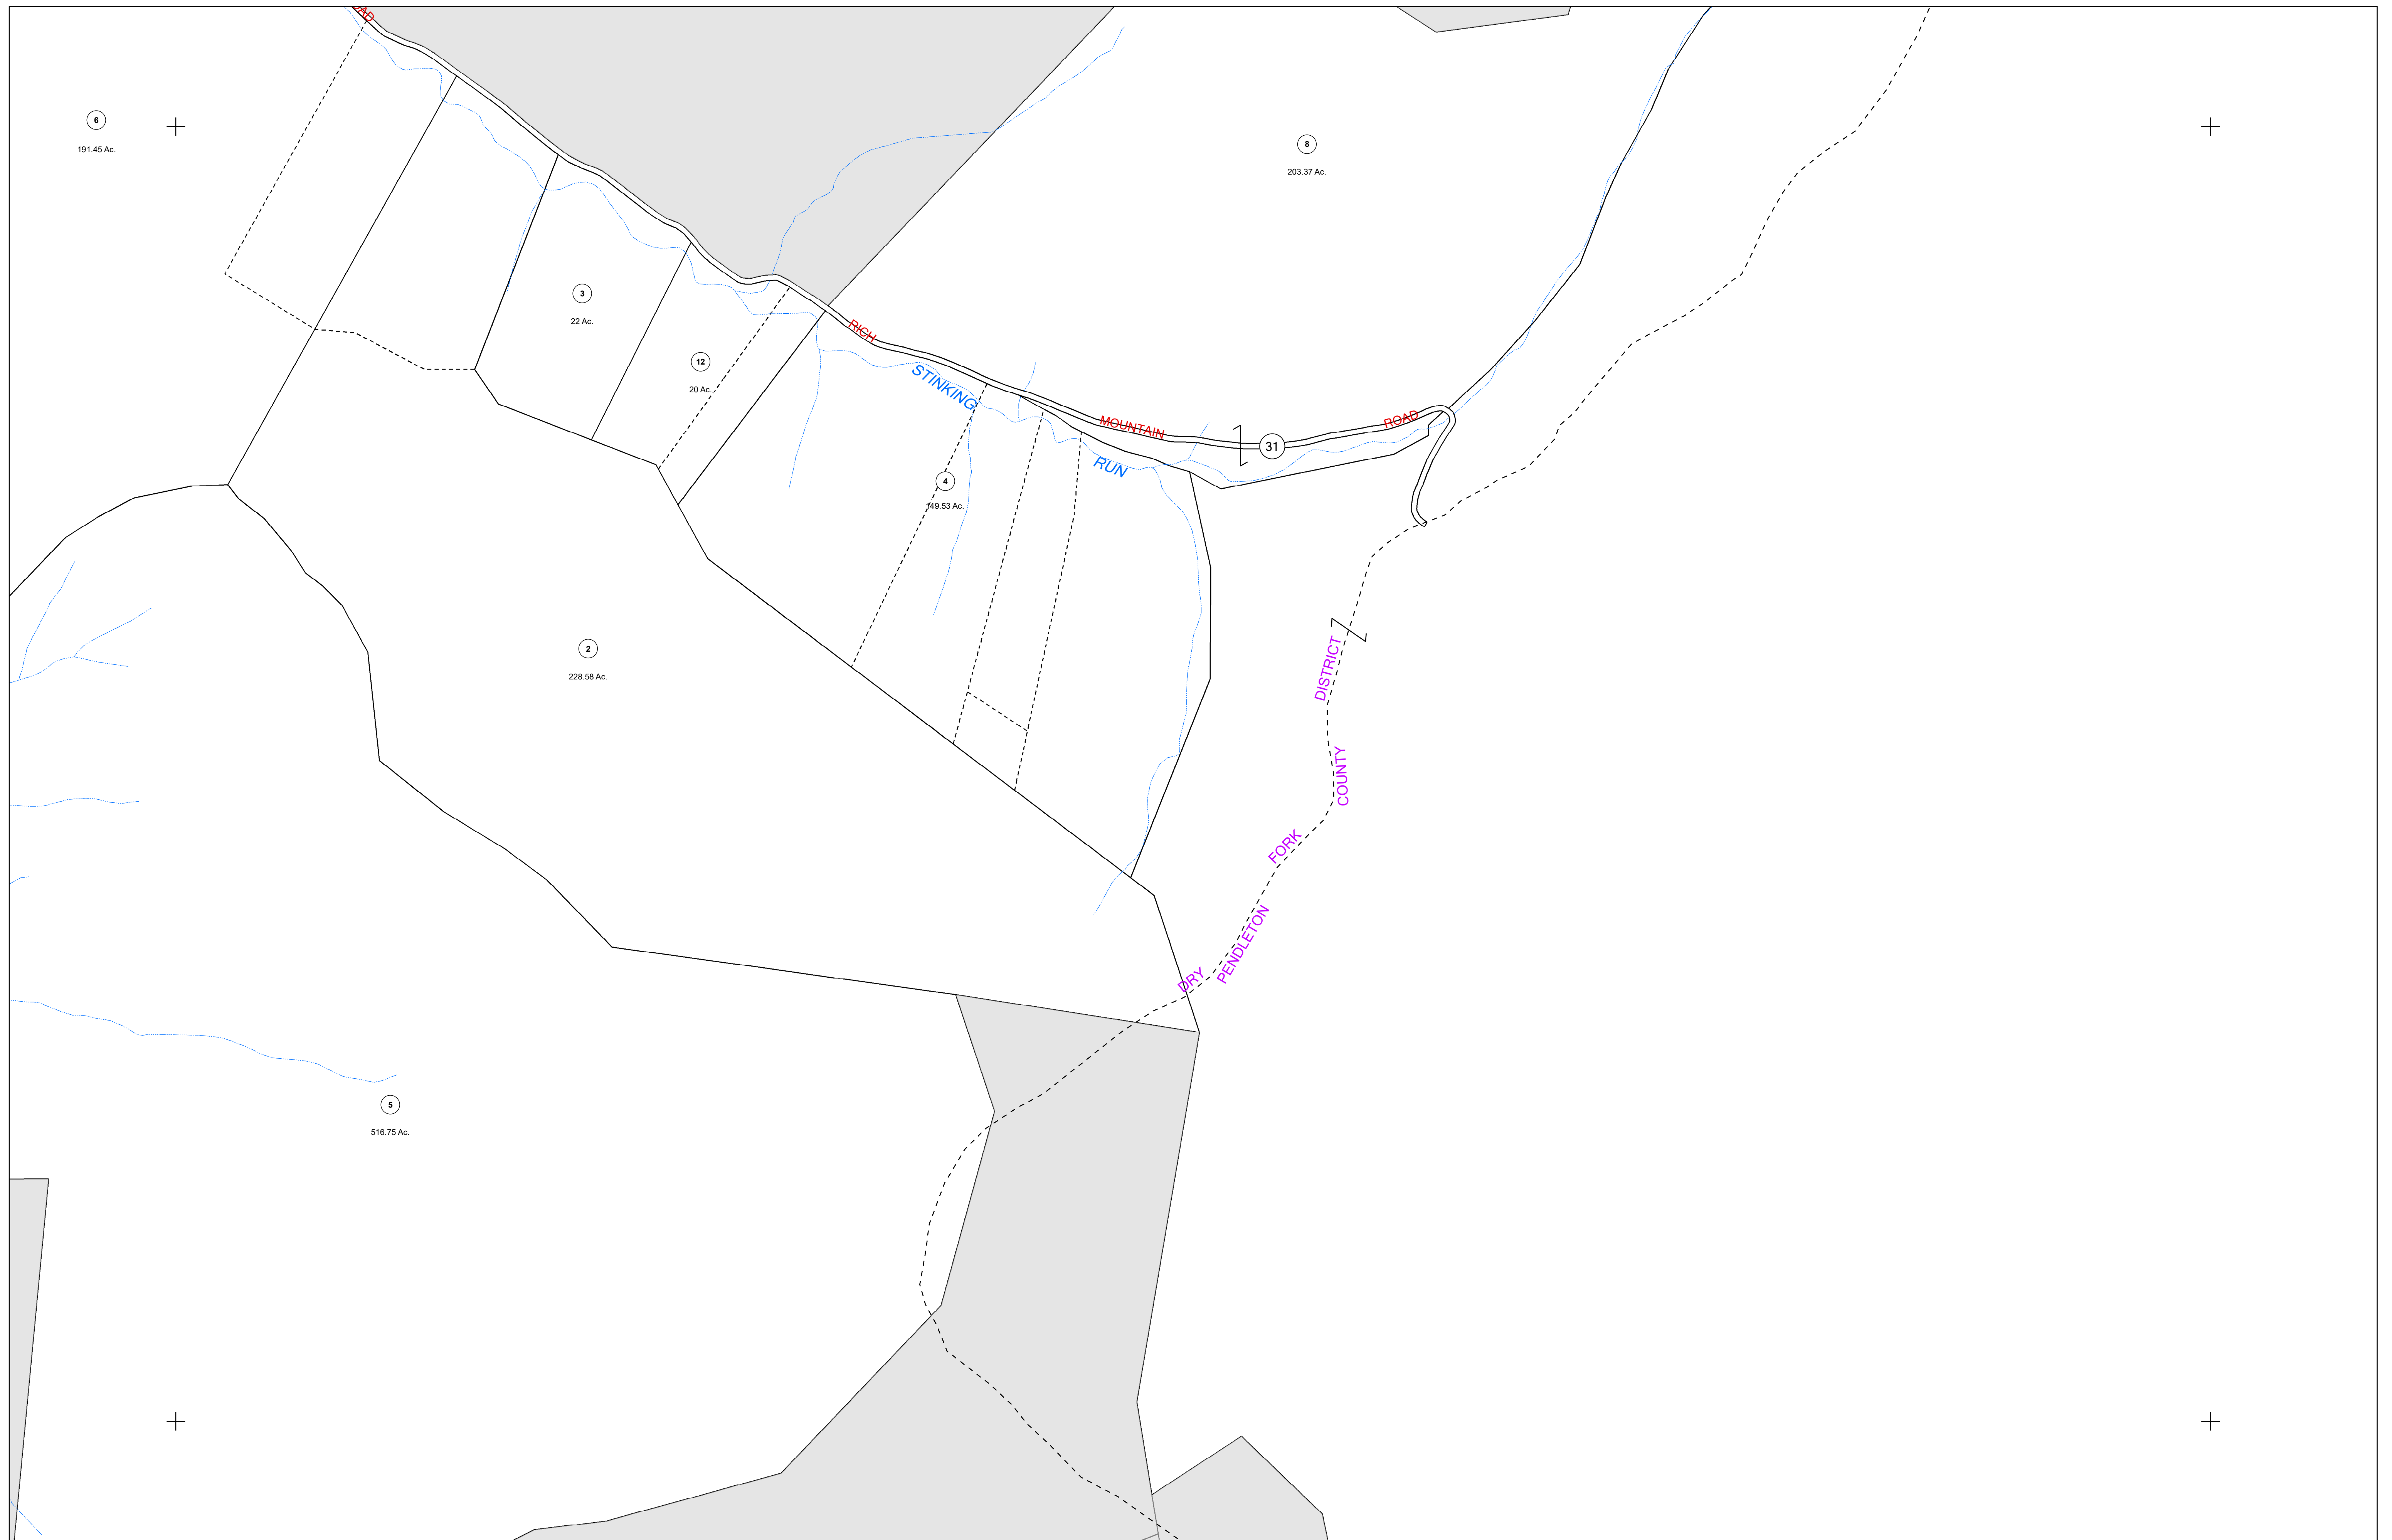 6
191.45 Ac.
8
203.37 Ac.
3
22 Ac.
12
20 Ac.
RICH MOUNTAIN ROAD
31
STINKING RUN
4
149.53 Ac.
2
228.58 Ac.
DRY FORK DISTRICT
PENDLETON COUNTY
5
516.75 Ac.